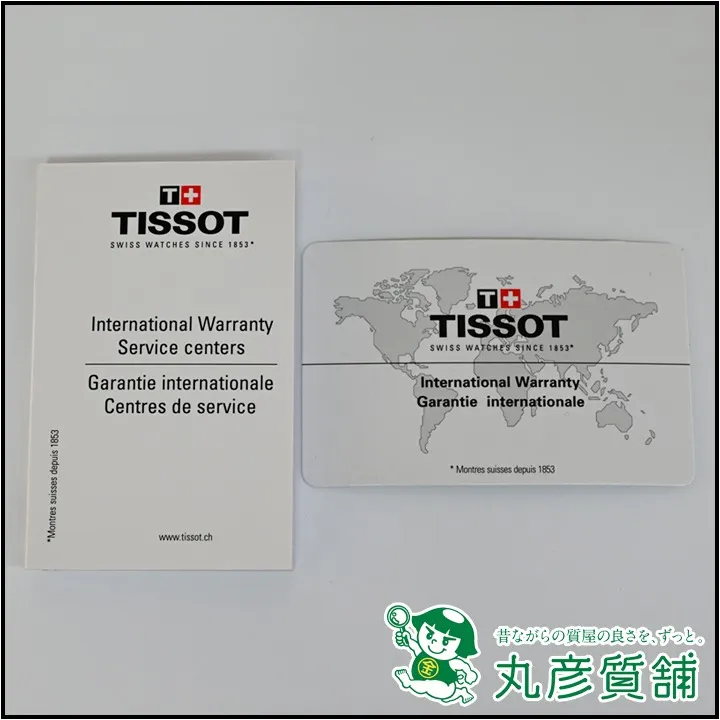 T+
TISSOT
SWISS WATCHES SINCE 1853*
International Warranty
Service centers
Garantie internationale
Centres de service
*Montres suisses depuis 1853
www.tissot.ch
T+
TISSOT
SWISS WATCHES SINCE 1853*
International Warranty
Garantie internationale
* Montres suisses depuis 1853
昔ながらの質屋の良さを、ずっと。
金
丸彦質舗